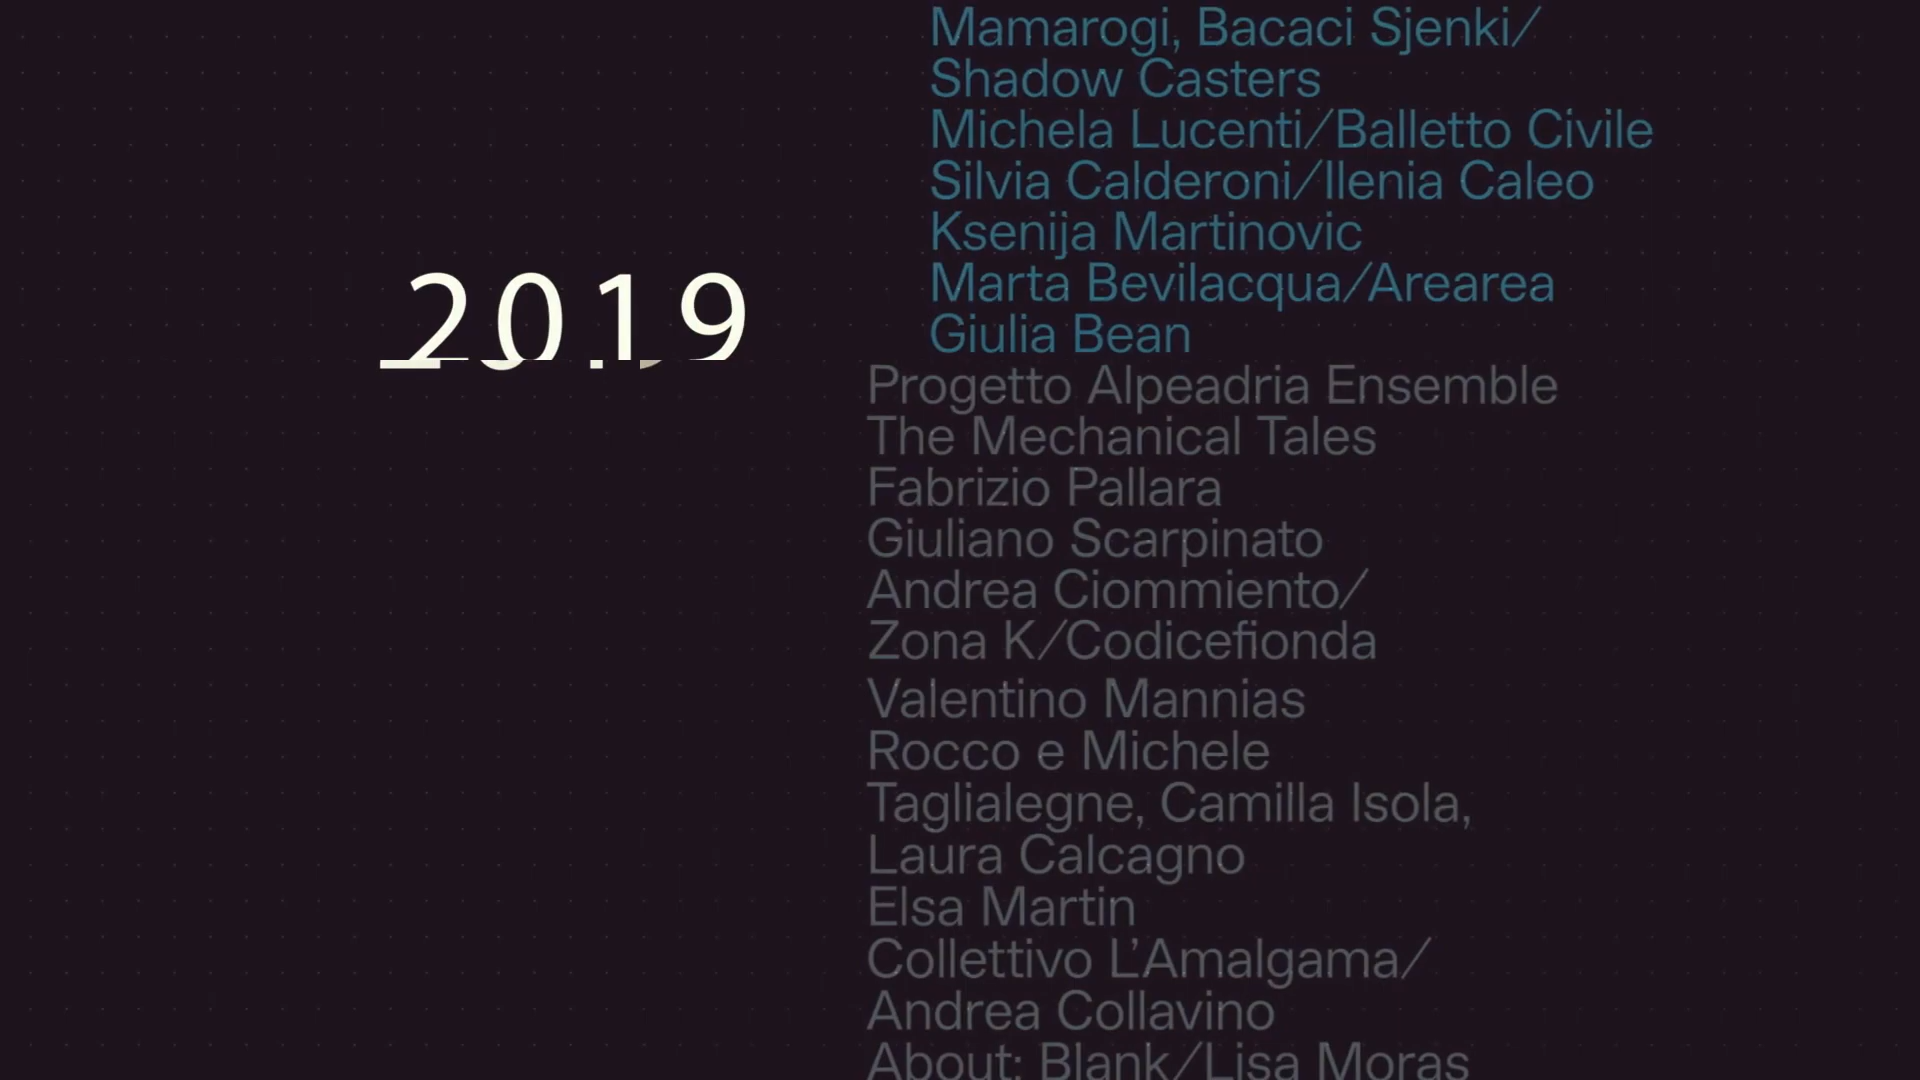 2019
Mamarogi, Bacaci Sjenki/
Shadow Casters
Michela Lucenti/Balletto Civile
Silvia Calderoni/Ilenia Caleo
Ksenija Martinovic
Marta Bevilacqua/Arearea
Giulia Bean
Progetto Alpeadria Ensemble
The Mechanical Tales
Fabrizio Pallara
Giuliano Scarpinato
Andrea Ciommiento/
Zona K/Codicefionda
Valentino Mannias
Rocco e Michele
Taglialegne, Camilla Isola,
Laura Calcagno
Elsa Martin
Collettivo L’Amalgama/
Andrea Collavino
About: Blank/Lisa Moras